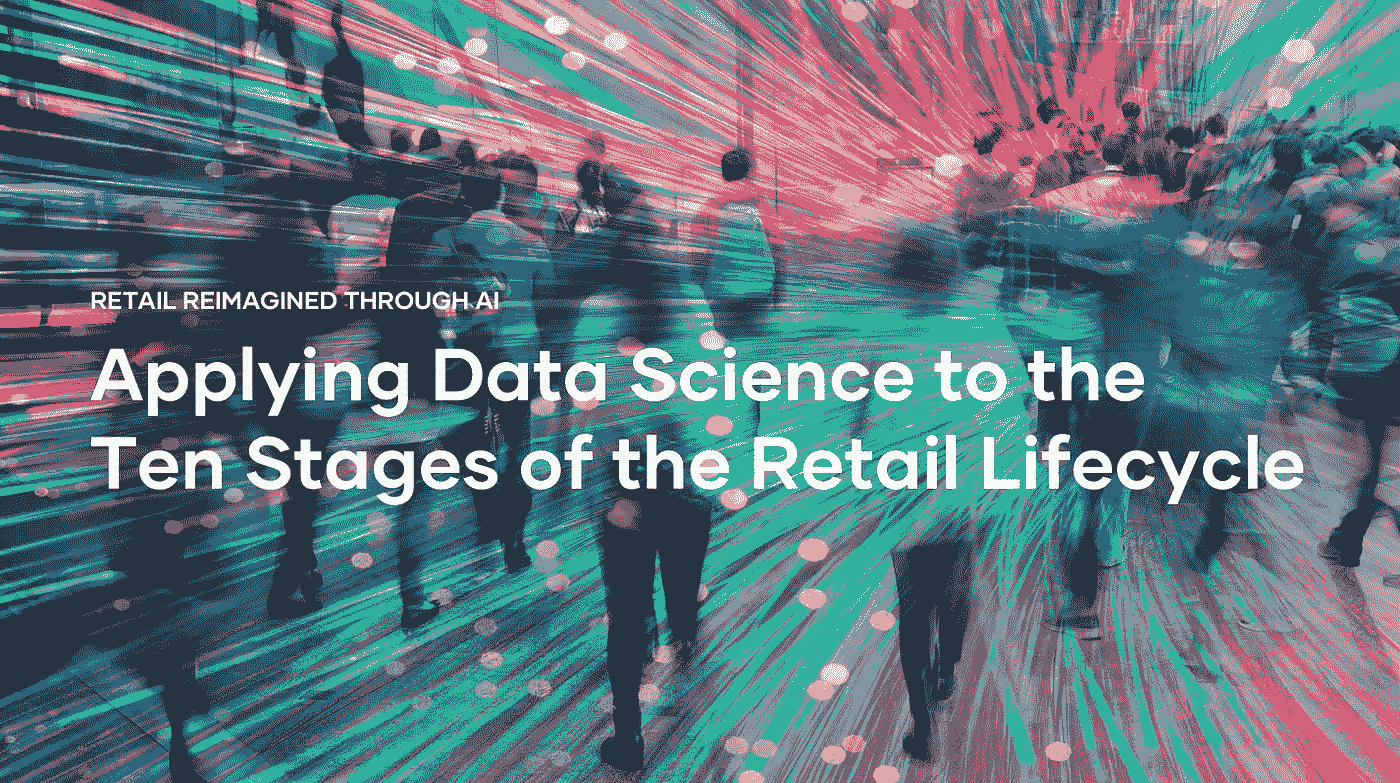 RETAIL REIMAGINED THROUGH AI
Applying Data Science to the
Ten Stages of the Retail Lifecycle